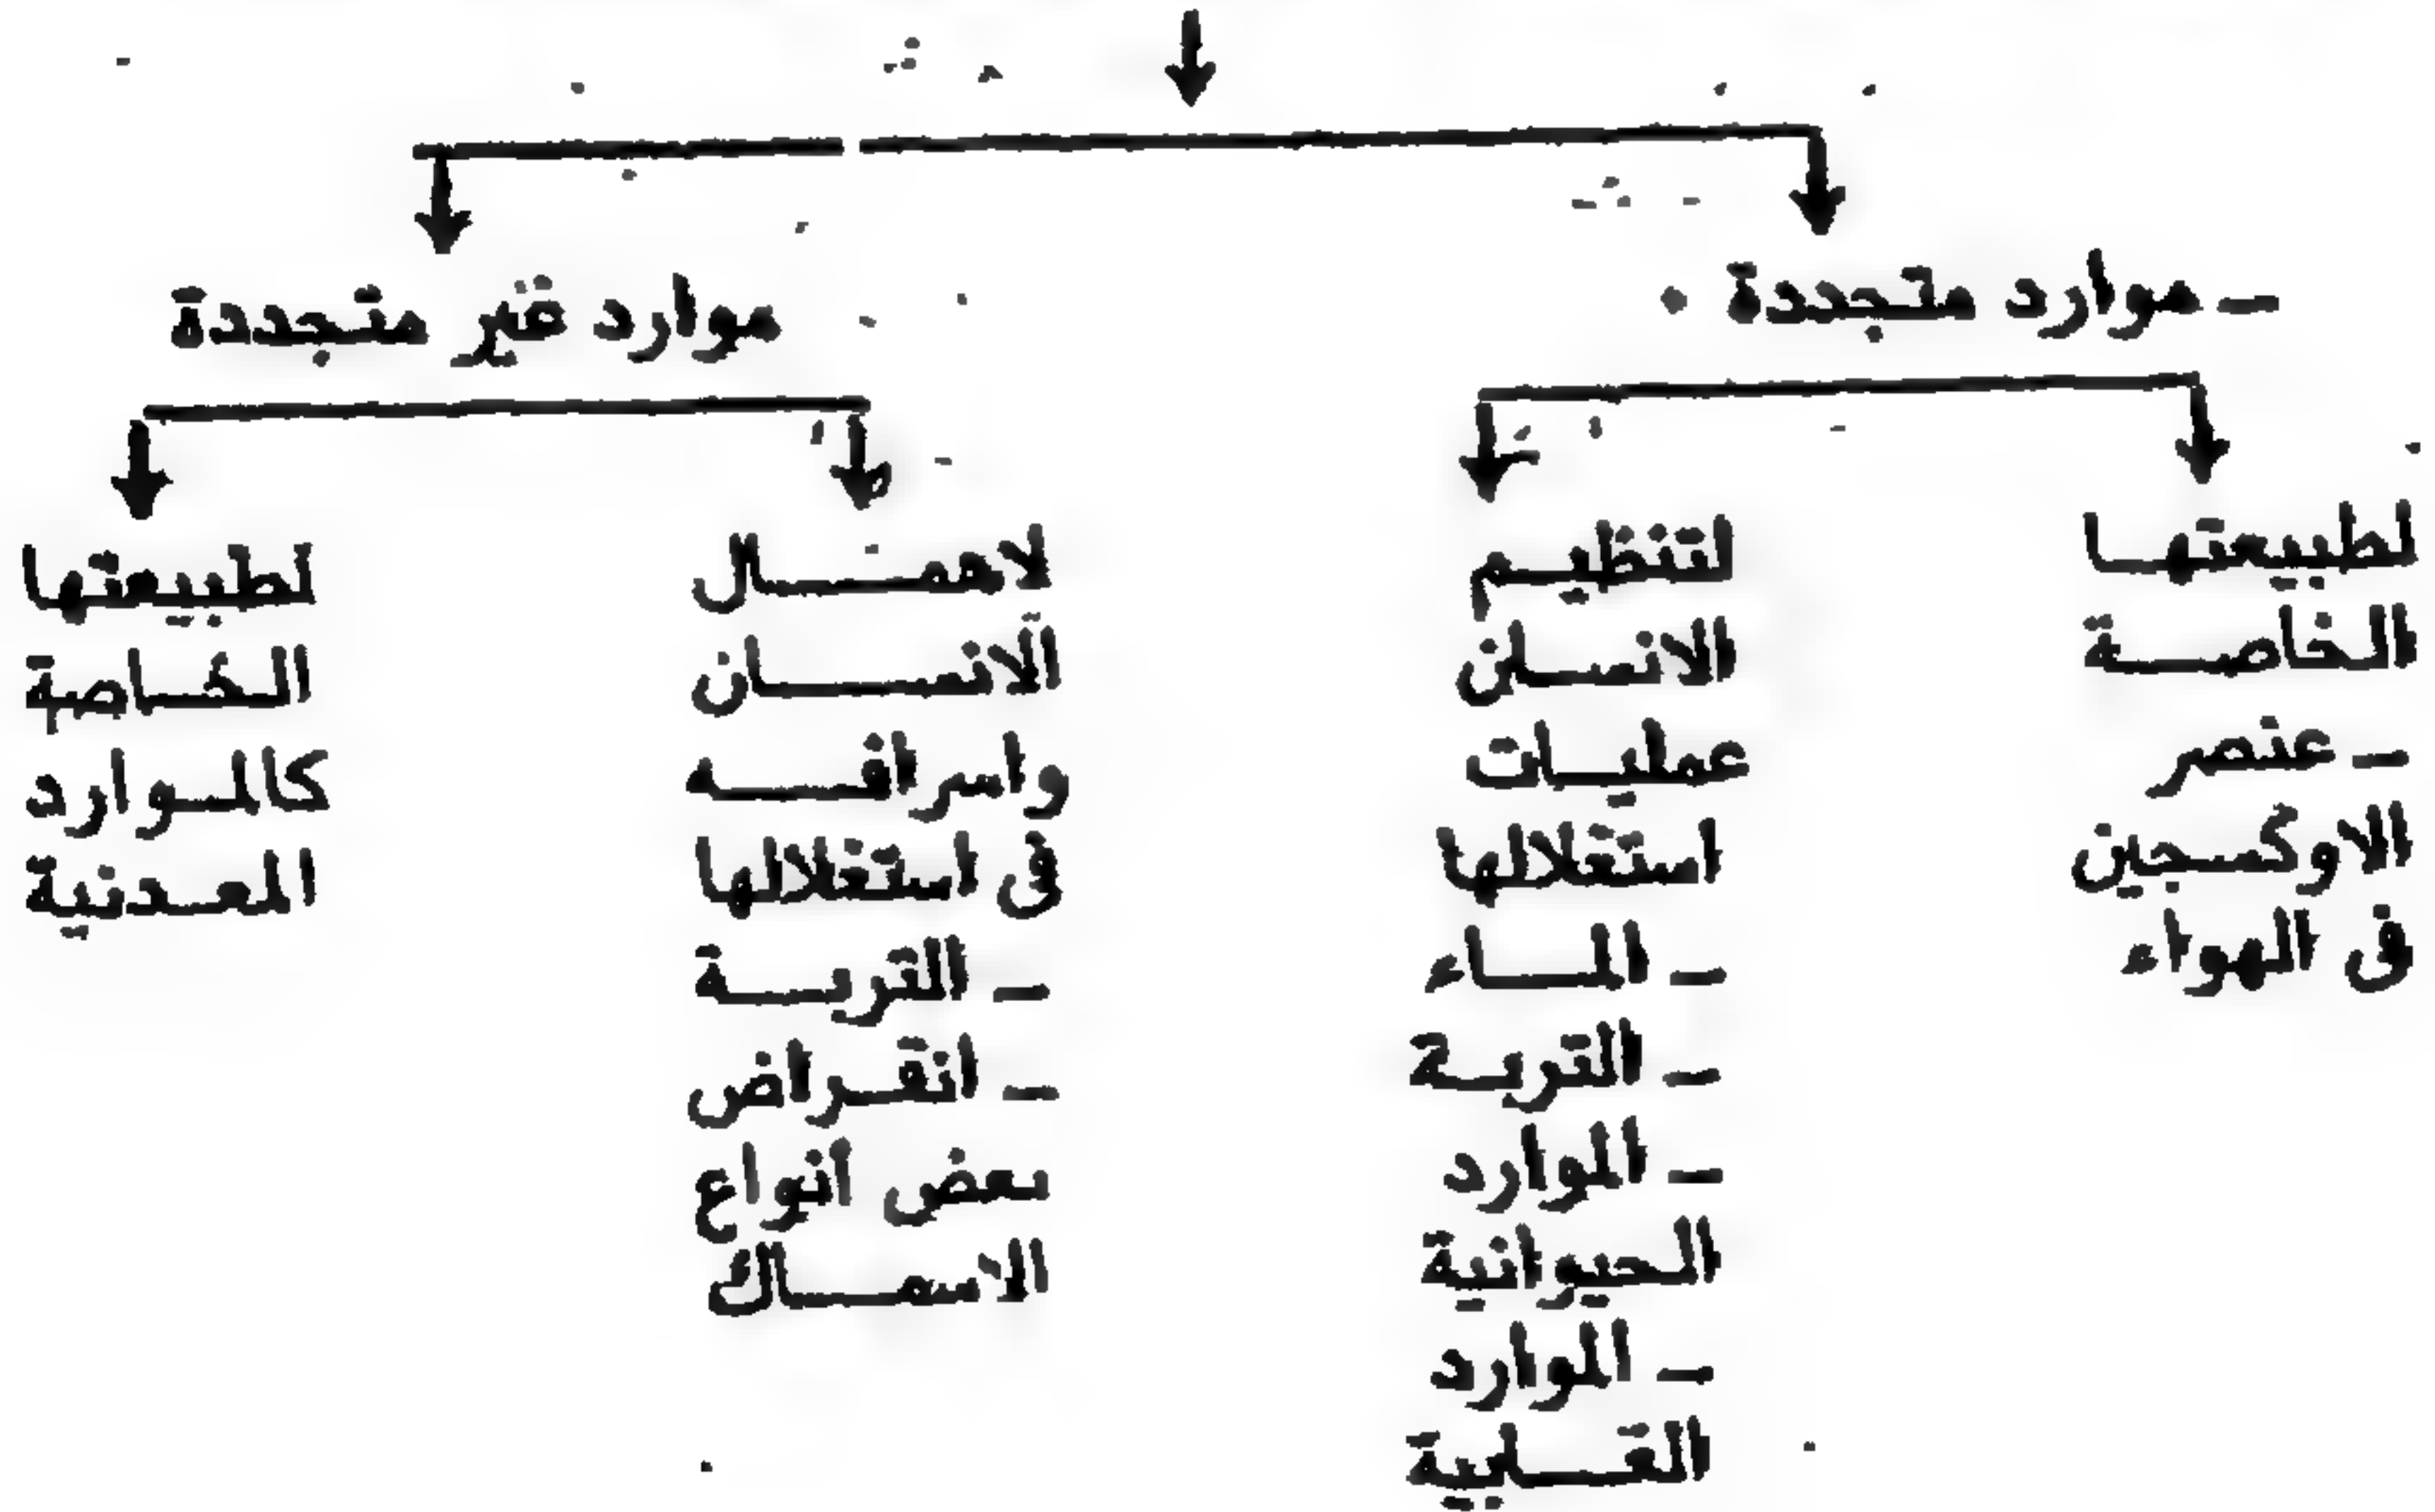 – موارد متجددة .
موارد غير متجددة
لطبيعتها
الخاصة
– عنصر
الاوكسجين
فى الهواء
لتنظيم
الانسان
عمليات
استغلالها
– الماء
– التربة
– الموارد
الحيوانية
– الموارد
الغابية
لاهمال
الانسان
واسرافه
فى استغلالها
– التربة
– انقراض
بعض أنواع
الاسماك
لطبيعتها
الخاصة
كالموارد
المعدنية